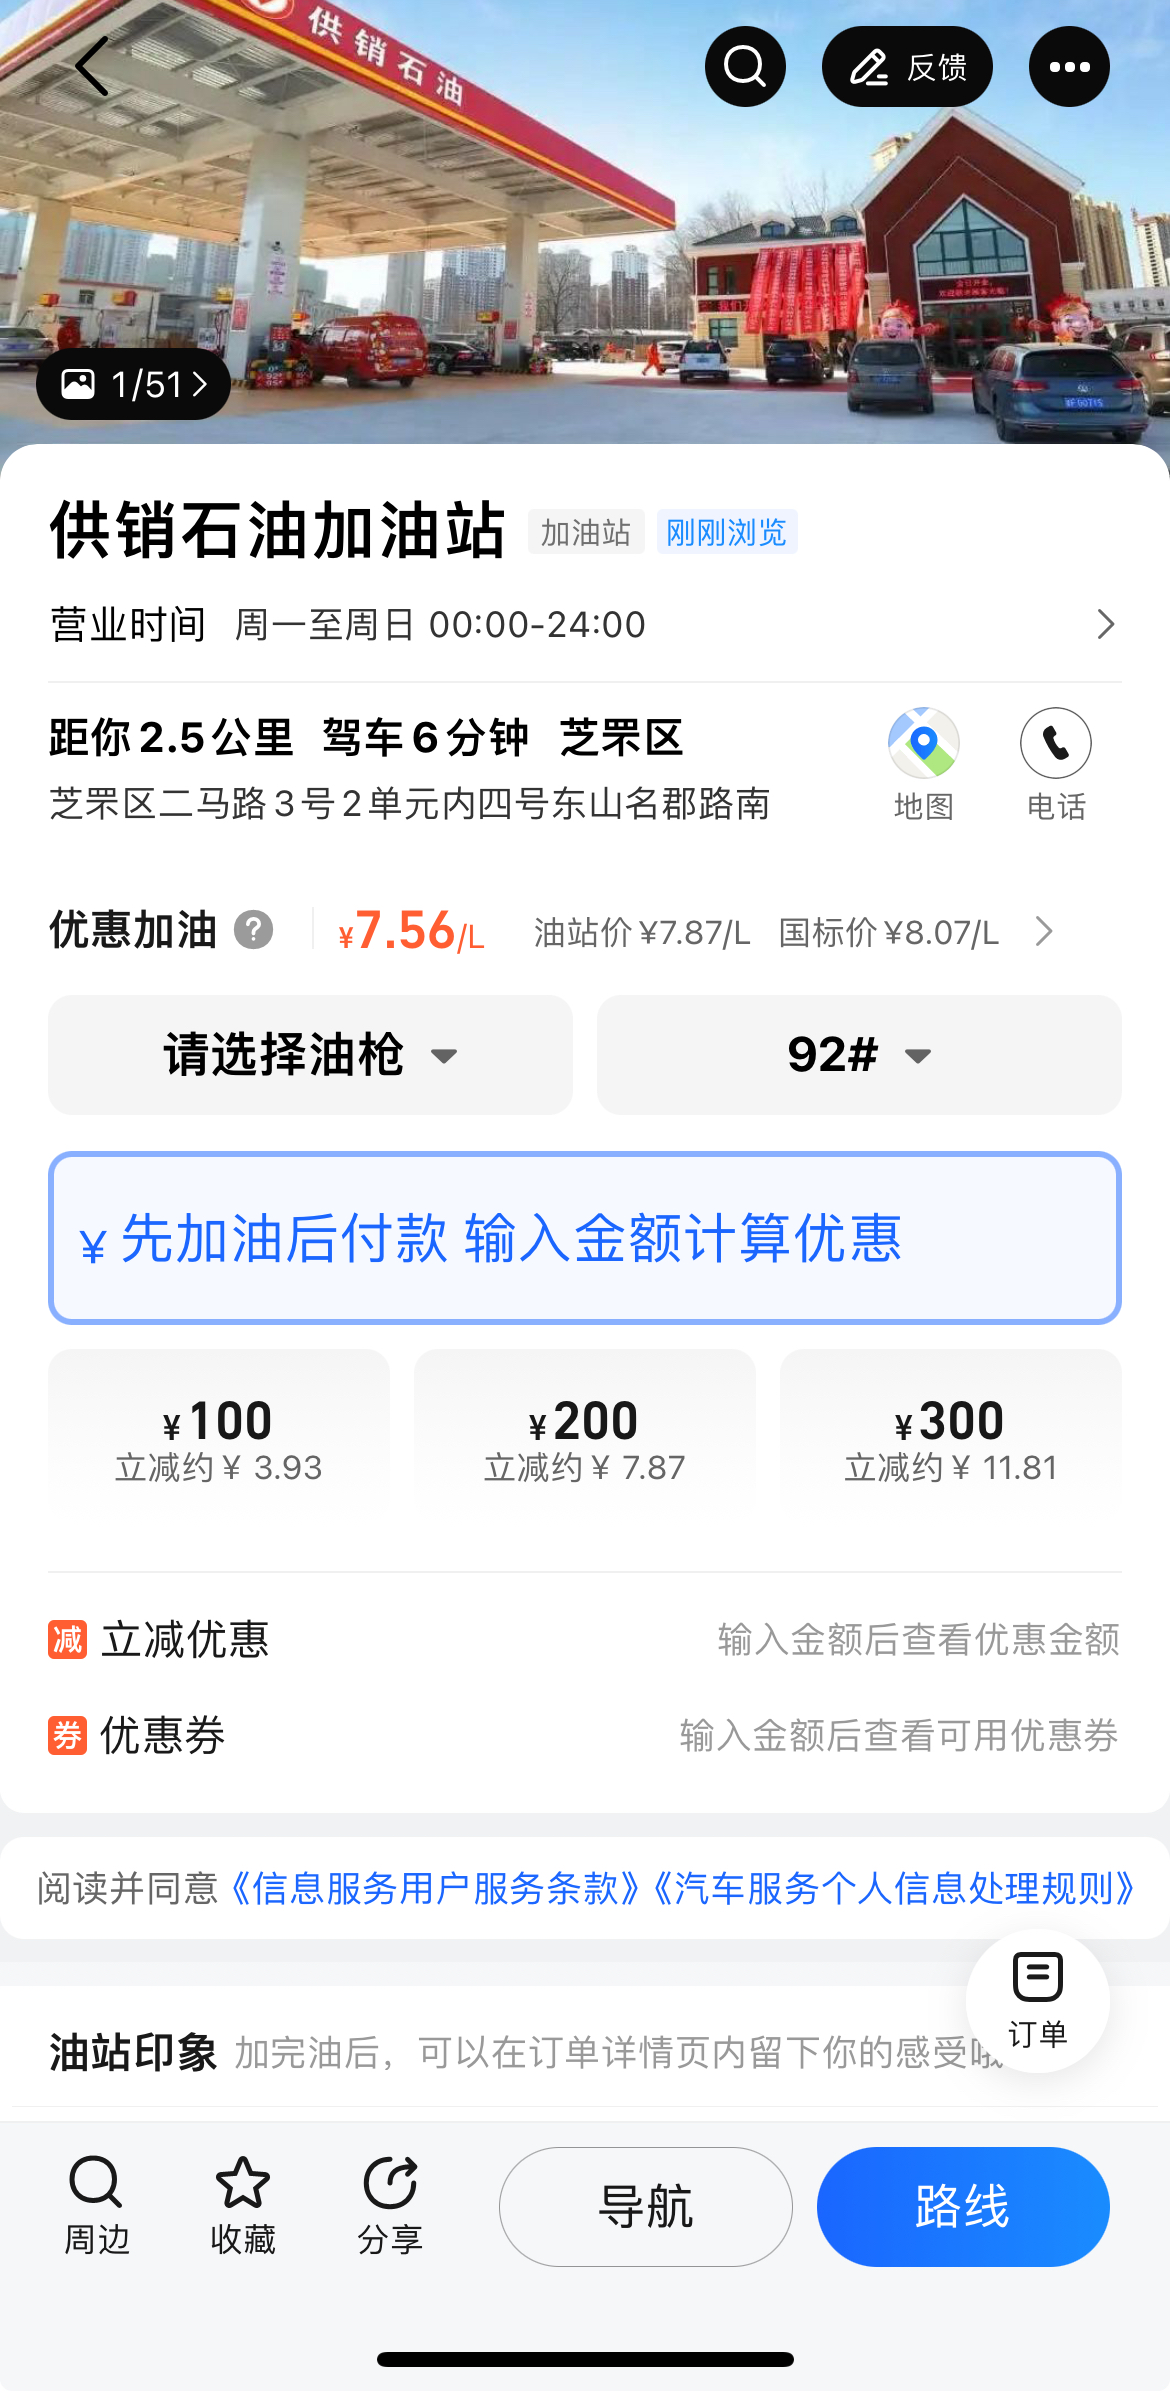 供销石油
反馈
1/51
供销石油加油站 加油站 刚刚浏览
营业时间 周一至周日 00:00-24:00
距你2.5公里 驾车6分钟 芝罘区
芝罘区二马路3号2单元内四号东山名郡路南
地图 电话
优惠加油 ? ¥7.56/L 油站价¥7.87/L 国标价¥8.07/L
请选择油枪 92#
¥ 先加油后付款 输入金额计算优惠
¥100 ¥200 ¥300
立减约¥ 3.93 立减约¥ 7.87 立减约¥ 11.81
减 立减优惠 输入金额后查看优惠金额
券 优惠券 输入金额后查看可用优惠券
阅读并同意《信息服务用户服务条款》《汽车服务个人信息处理规则》
订单
油站印象 加完油后，可以在订单详情页内留下你的感受哦
周边 收藏 分享 导航 路线